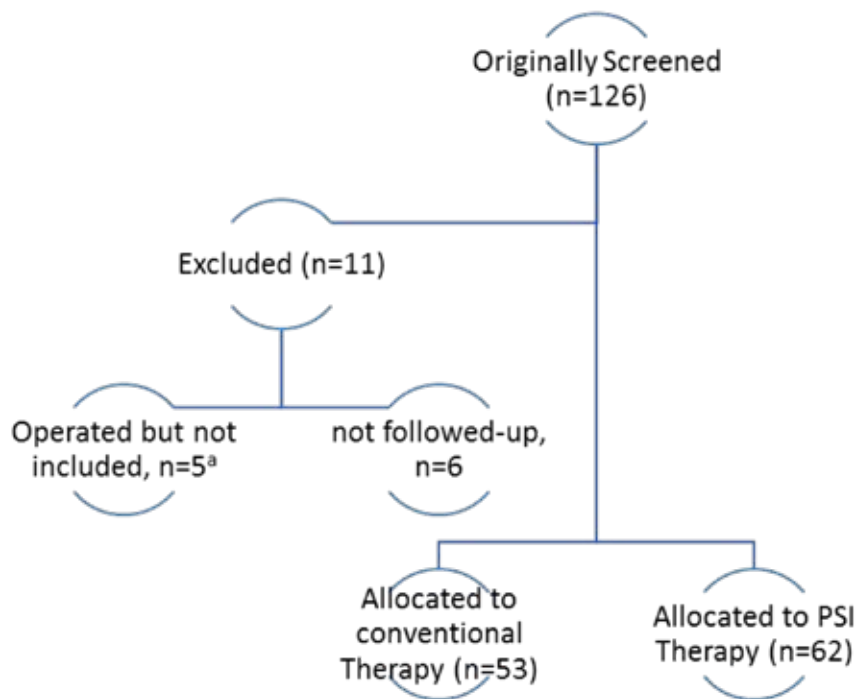 Originally Screened
(n=126)
Excluded (n=11)
Operated but not
included, n=5ᵃ
not followed-up,
n=6
Allocated to
conventional
Therapy (n=53)
Allocated to PSI
Therapy (n=62)